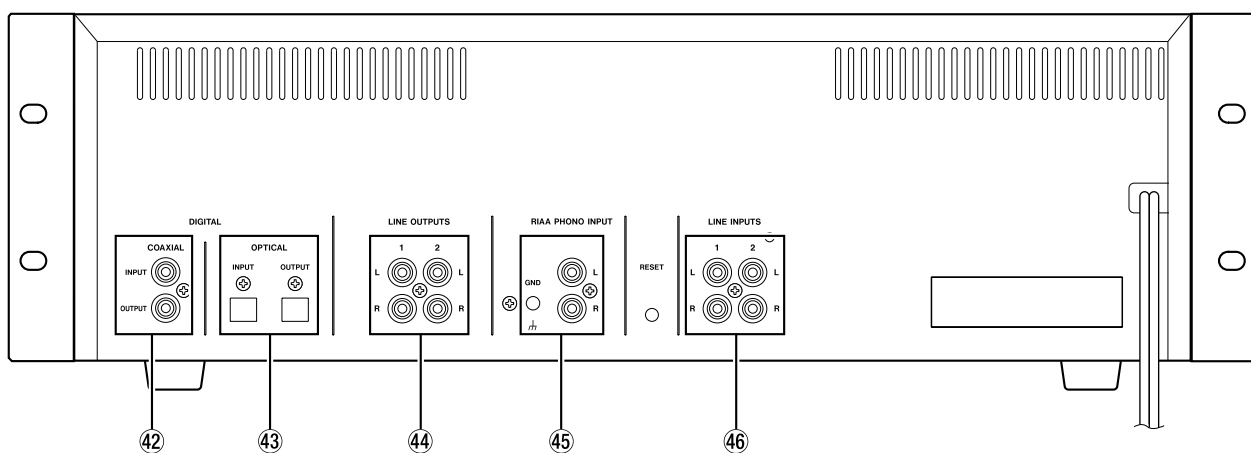 DIGITAL
COAXIAL
INPUT
OUTPUT
OPTICAL
INPUT OUTPUT
LINE OUTPUTS
1 2
L L
R R
RIAA PHONO INPUT
GND
L
R
RESET
LINE INPUTS
1 2
L L
R R
㊷ ㊸ ㊹ ㊺ ㊻